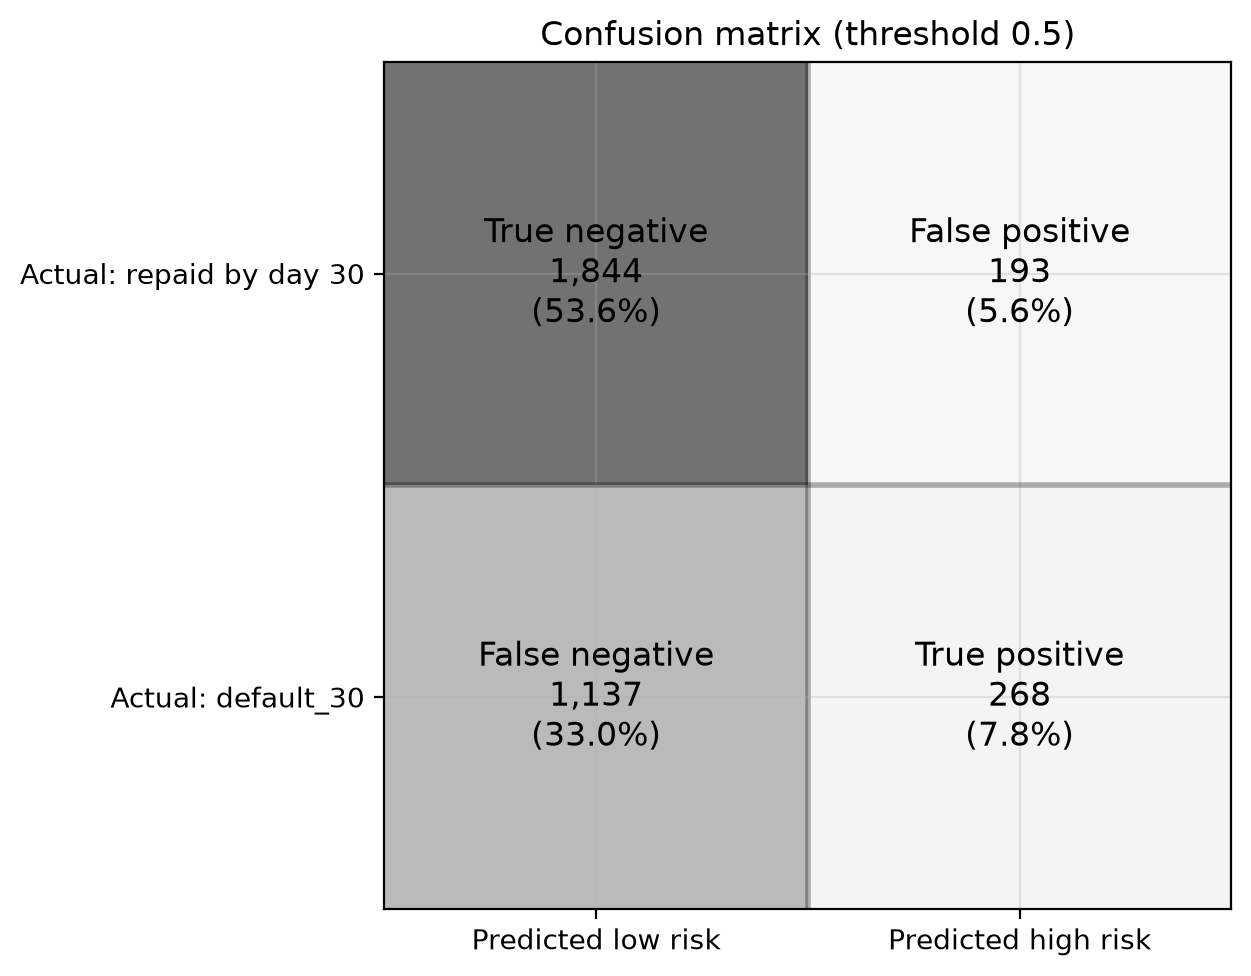 Confusion matrix (threshold 0.5)
True negative
1,844
(53.6%)
False positive
193
(5.6%)
Actual: repaid by day 30
False negative
1,137
(33.0%)
True positive
268
(7.8%)
Actual: default_30
Predicted low risk
Predicted high risk